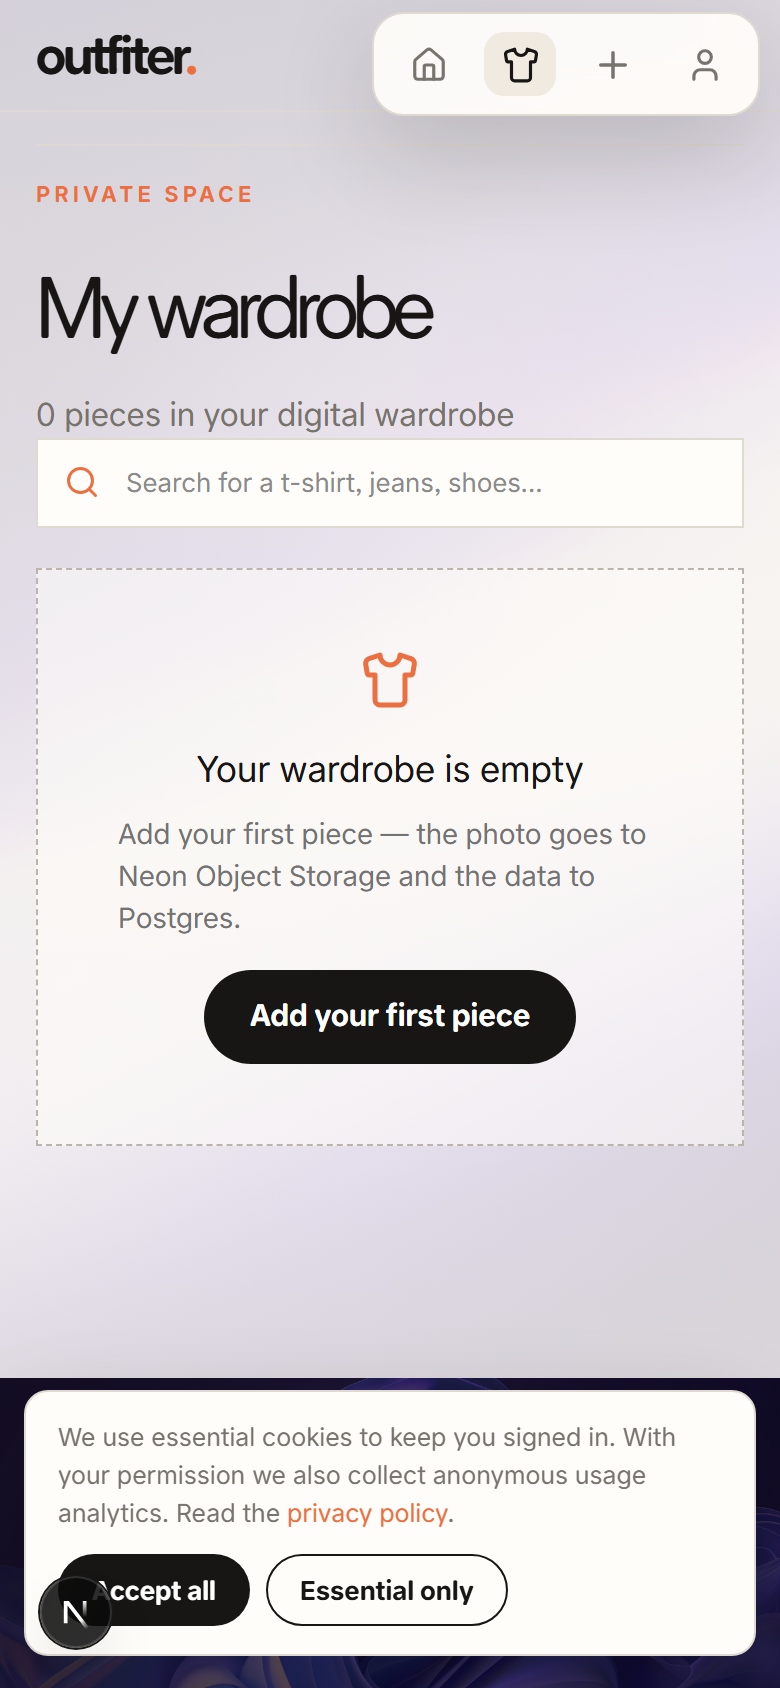 outfiter.
PRIVATE SPACE
My wardrobe
0 pieces in your digital wardrobe
Search for a t-shirt, jeans, shoes...
Your wardrobe is empty
Add your first piece — the photo goes to
Neon Object Storage and the data to
Postgres.
Add your first piece
We use essential cookies to keep you signed in. With
your permission we also collect anonymous usage
analytics. Read the privacy policy.
Accept all
Essential only
N